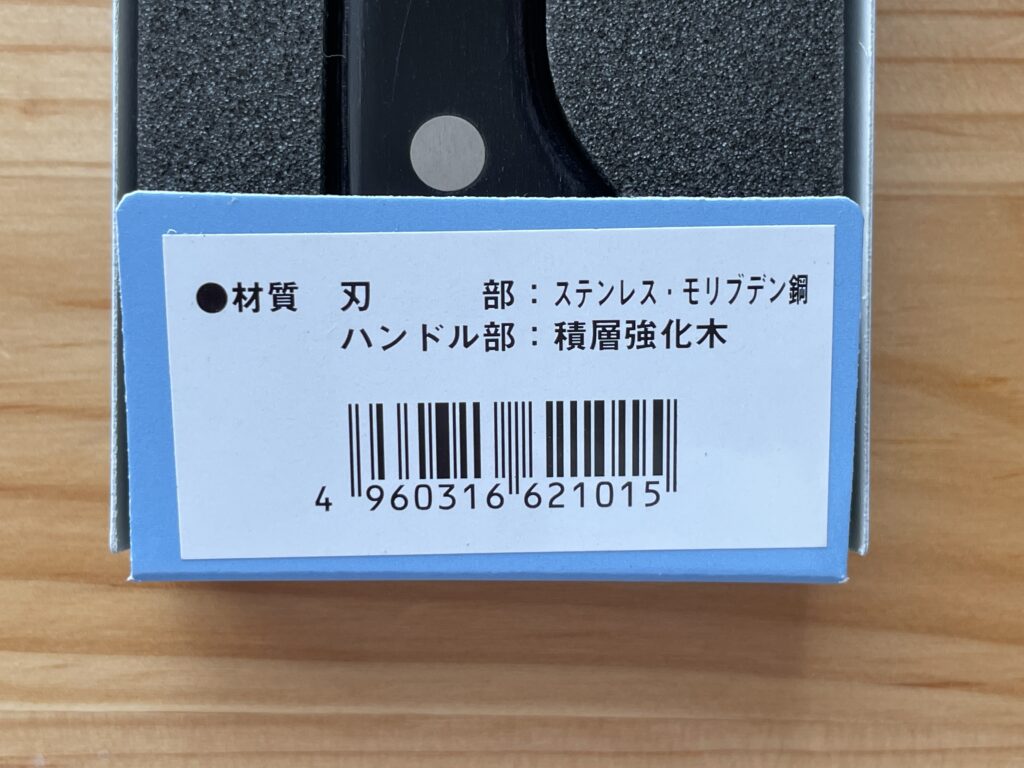 ●材質 刃 部：ステンレス・モリブデン鋼
ハンドル部：積層強化木
4 960316 621015